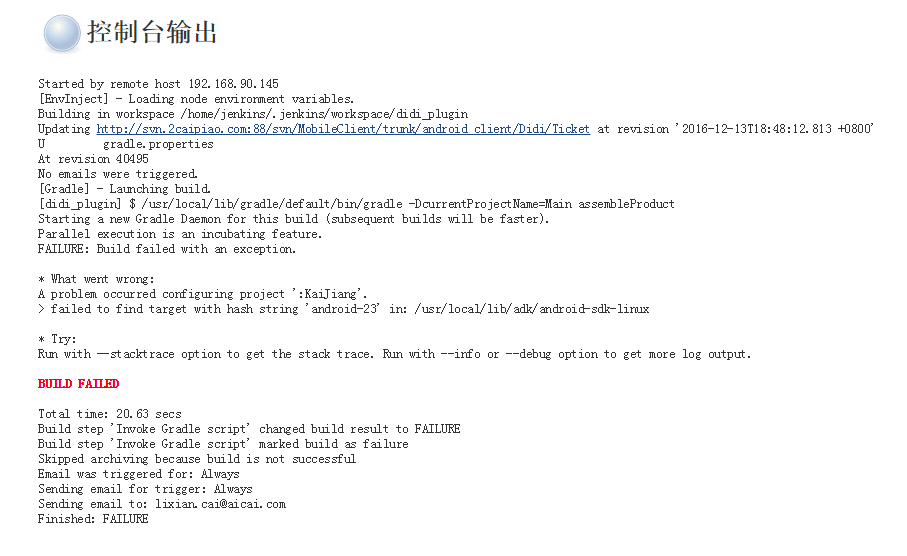 控制台输出
Started by remote host 192.168.90.145
[EnvInject] - Loading node environment variables.
Building in workspace /home/jenkins/.jenkins/workspace/didi_plugin
Updating http://svn.2caipiao.com:88/svn/MobileClient/trunk/android_client/Didi/Ticket at revision '2016-12-13T18:48:12.813 +0800'
U         gradle.properties
At revision 40495
No emails were triggered.
[Gradle] - Launching build.
[didi_plugin] $ /usr/local/lib/gradle/default/bin/gradle -DcurrentProjectName=Main assembleProduct
Starting a new Gradle Daemon for this build (subsequent builds will be faster).
Parallel execution is an incubating feature.
FAILURE: Build failed with an exception.
* What went wrong:
A problem occurred configuring project ':KaiJiang'.
> failed to find target with hash string 'android-23' in: /usr/local/lib/adk/android-sdk-linux
* Try:
Run with --stacktrace option to get the stack trace. Run with --info or --debug option to get more log output.
BUILD FAILED
Total time: 20.63 secs
Build step 'Invoke Gradle script' changed build result to FAILURE
Build step 'Invoke Gradle script' marked build as failure
Skipped archiving because build is not successful
Email was triggered for: Always
Sending email for trigger: Always
Sending email to: lixian.cai@aicai.com
Finished: FAILURE